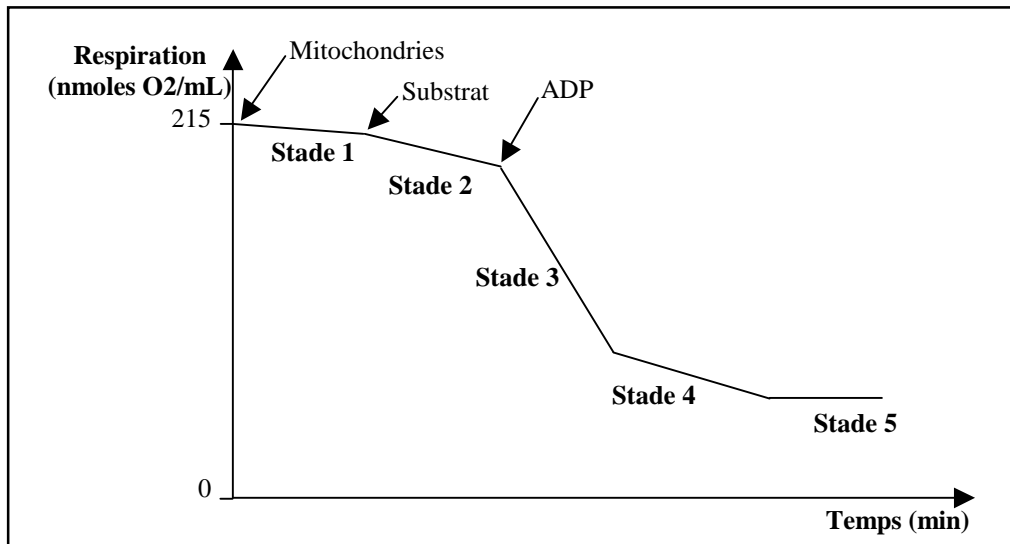 Respiration
(nmoles O2/mL)
Mitochondries
Substrat
ADP
215
Stade 1
Stade 2
Stade 3
Stade 4
Stade 5
0
Temps (min)